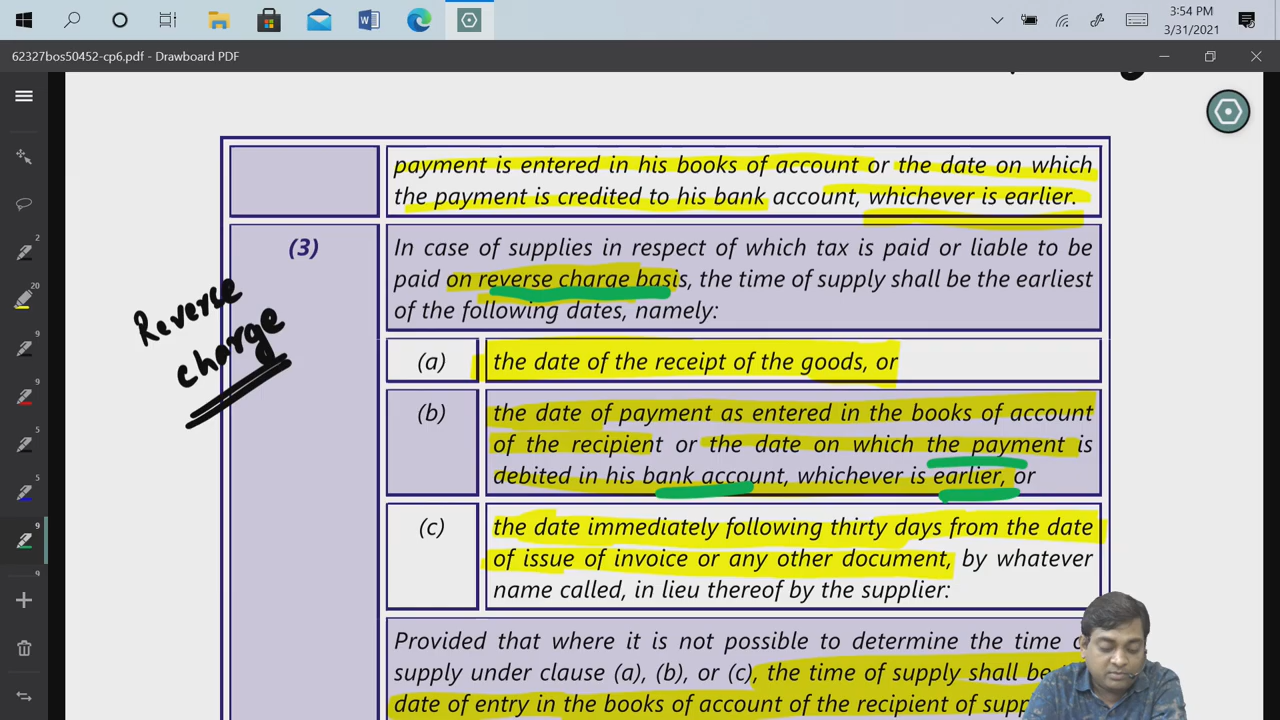 3:54 PM
3/31/2021
62327bos50452-cp6.pdf - Drawboard PDF
payment is entered in his books of account or the date on which
the payment is credited to his bank account, whichever is earlier.
(3)
In case of supplies in respect of which tax is paid or liable to be
paid on reverse charge basis, the time of supply shall be the earliest
of the following dates, namely:
Reverse
charge
(a)
the date of the receipt of the goods, or
(b)
the date of payment as entered in the books of account
of the recipient or the date on which the payment is
debited in his bank account, whichever is earlier, or
(c)
the date immediately following thirty days from the date
of issue of invoice or any other document, by whatever
name called, in lieu thereof by the supplier:
Provided that where it is not possible to determine the time
supply under clause (a), (b), or (c), the time of supply shall be
date of entry in the books of account of the recipient of
2
20
9
9
5
5
9
9